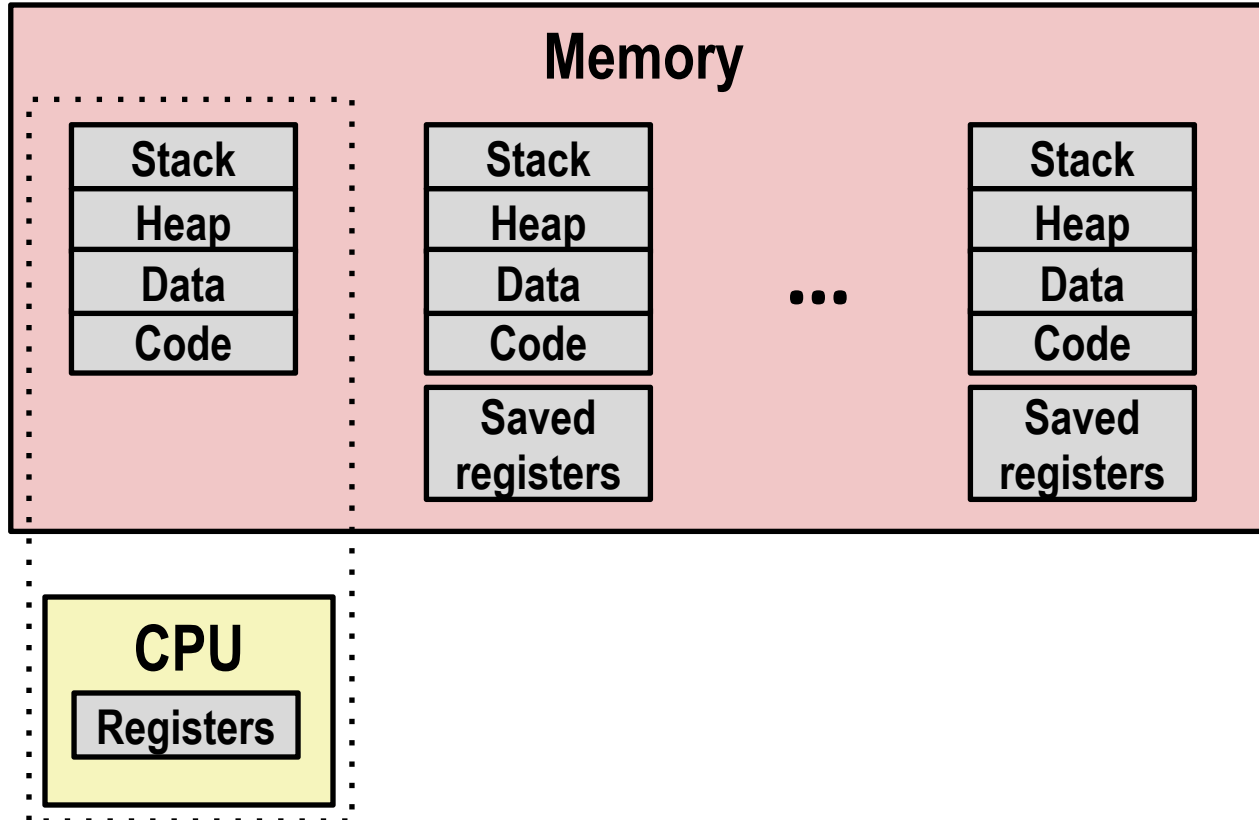 Memory
Stack
Heap
Data
Code
Stack
Heap
Data
Code
Saved
registers
...
Stack
Heap
Data
Code
Saved
registers
CPU
Registers